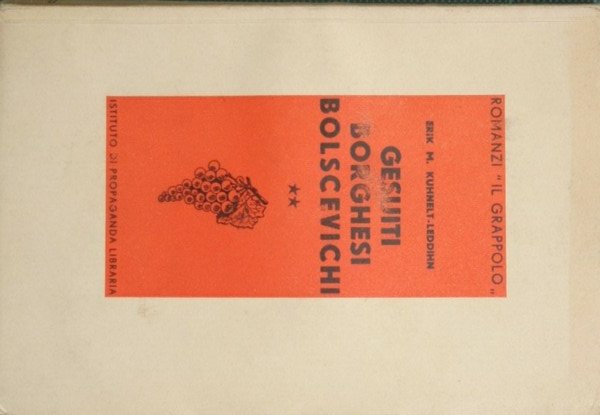 ROMANZI "IL GRAPPOLO„
ERIK M. KUHNELT-LEDDIHN
GESUITI
BORGHESI
BOLSCEVICHI
ISTITUTO DI PROPAGANDA LIBRARIA